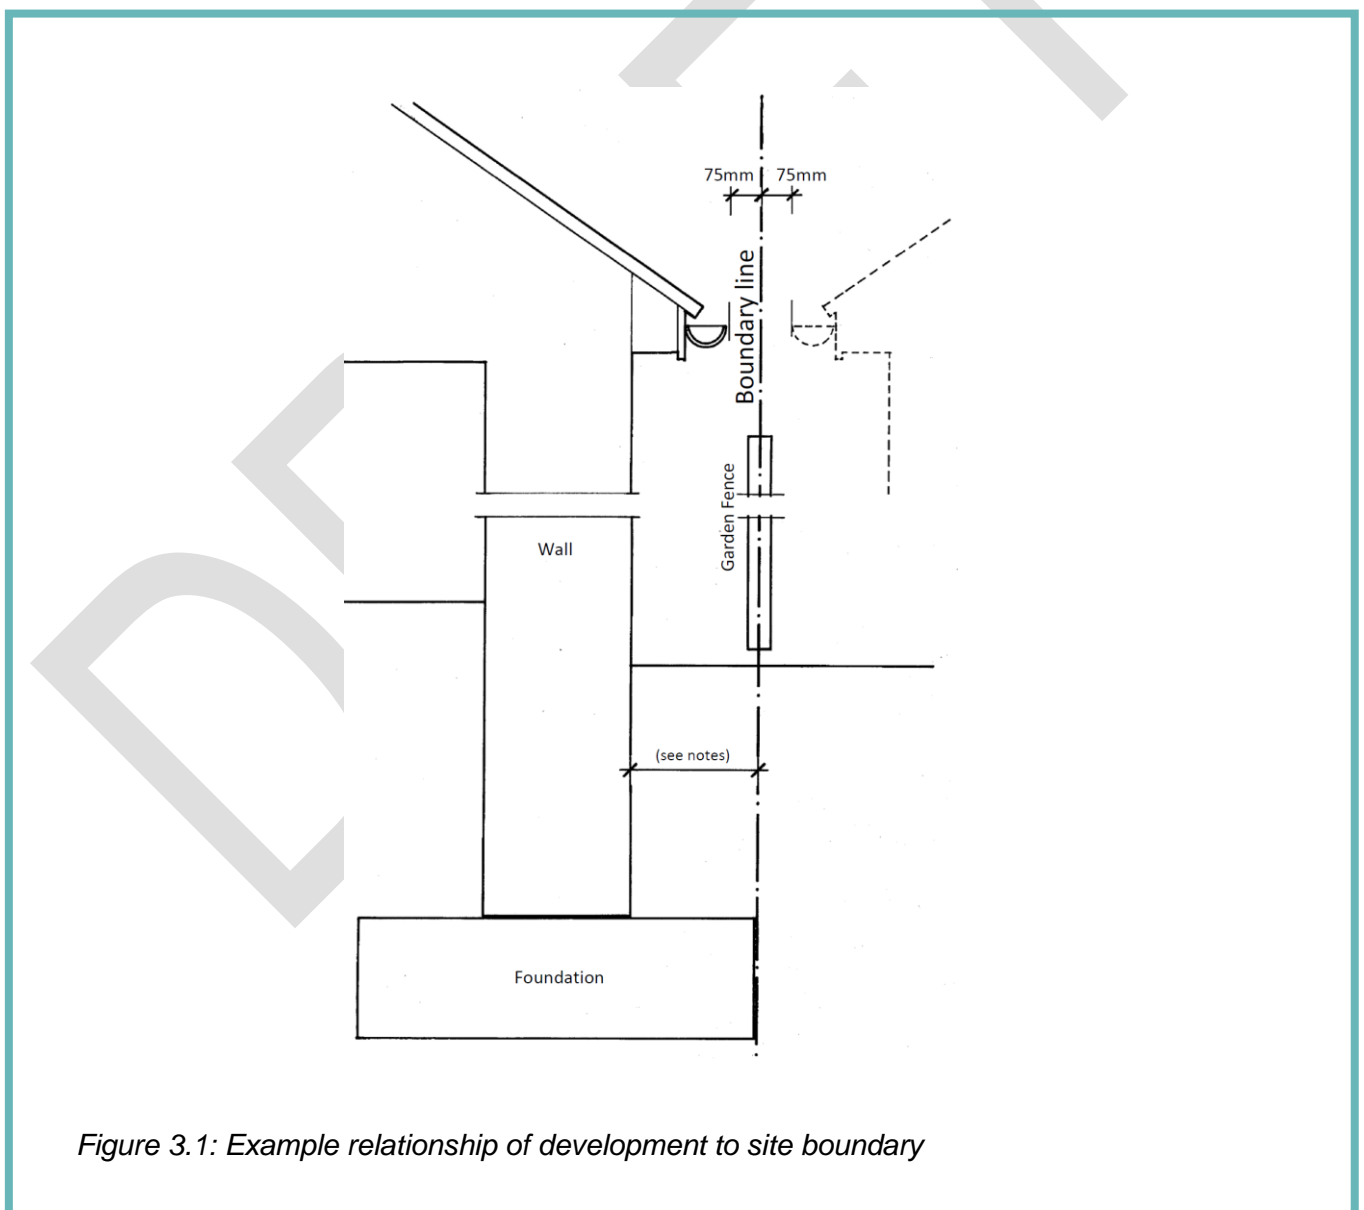 75mm 75mm
Boundary line
Garden Fence
Wall
(see notes)
Foundation
Figure 3.1: Example relationship of development to site boundary